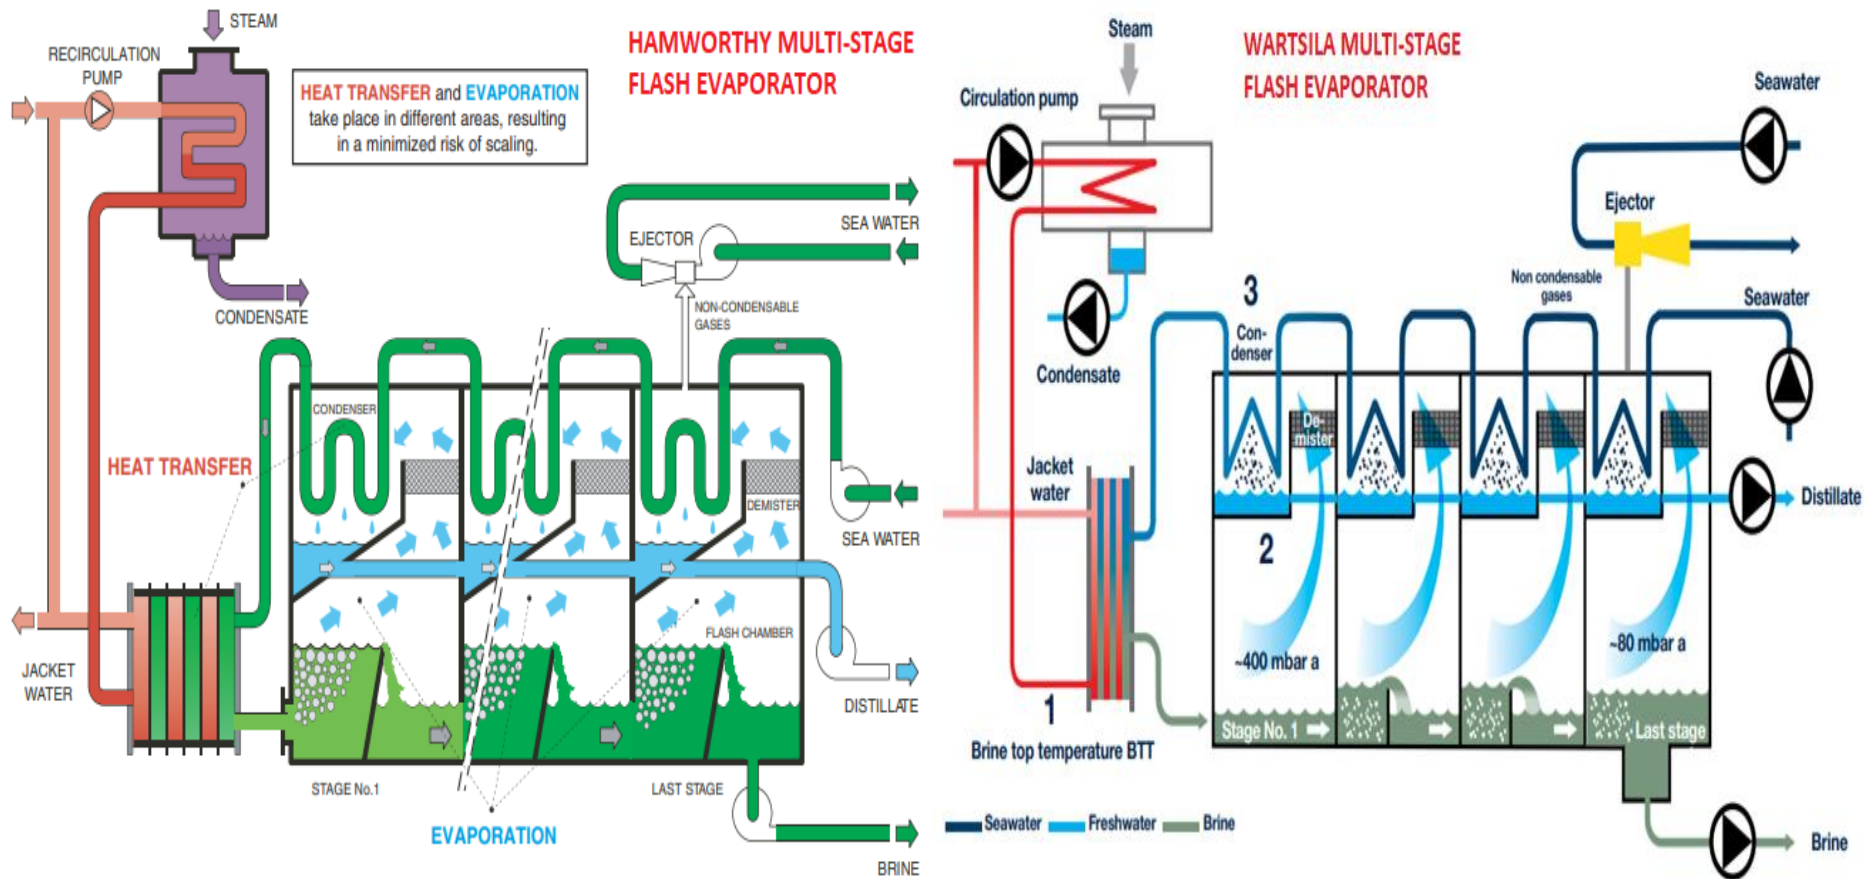 STEAM
RECIRCULATION
PUMP
HEAT TRANSFER and EVAPORATION
take place in different areas, resulting
in a minimized risk of scaling.
HAMWORTHY MULTI-STAGE
FLASH EVAPORATOR
SEA WATER
EJECTOR
NON-CONDENSABLE
GASES
CONDENSATE
CONDENSER
HEAT TRANSFER
DEMISTER
SEA WATER
FLASH CHAMBER
JACKET
WATER
DISTILLATE
STAGE No.1
LAST STAGE
EVAPORATION
BRINE
Steam
WARTSILA MULTI-STAGE
FLASH EVAPORATOR
Circulation pump
Seawater
Ejector
3
Non condensable
gases
Seawater
Con-
denser
Condensate
De-
mister
Jacket
water
Distillate
2
~400 mbar a
~80 mbar a
1
Stage No. 1
Last stage
Brine top temperature BTT
Seawater
Freshwater
Brine
Brine